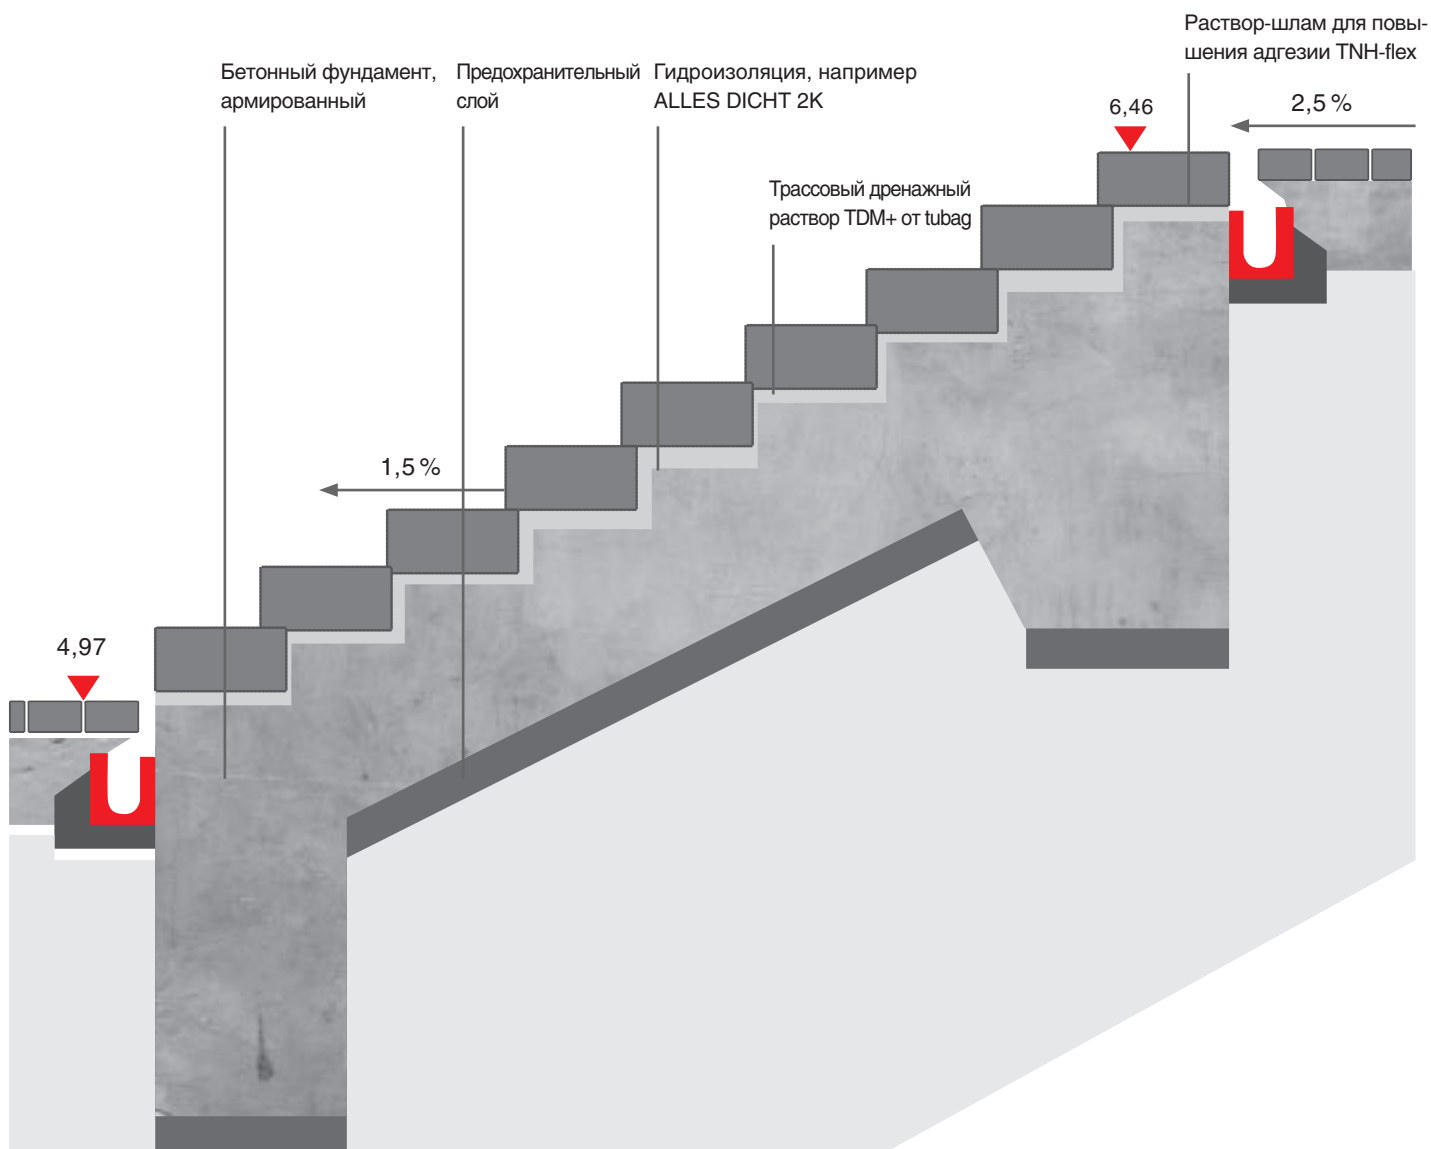 Раствор-шлам для повы-
шения адгезии TNH-flex
Бетонный фундамент,
армированный
Предохранительный
слой
Гидроизоляция, например
ALLES DICHT 2K
6,46
2,5 %
Трассовый дренажный
раствор TDM+ от tubag
1,5 %
4,97